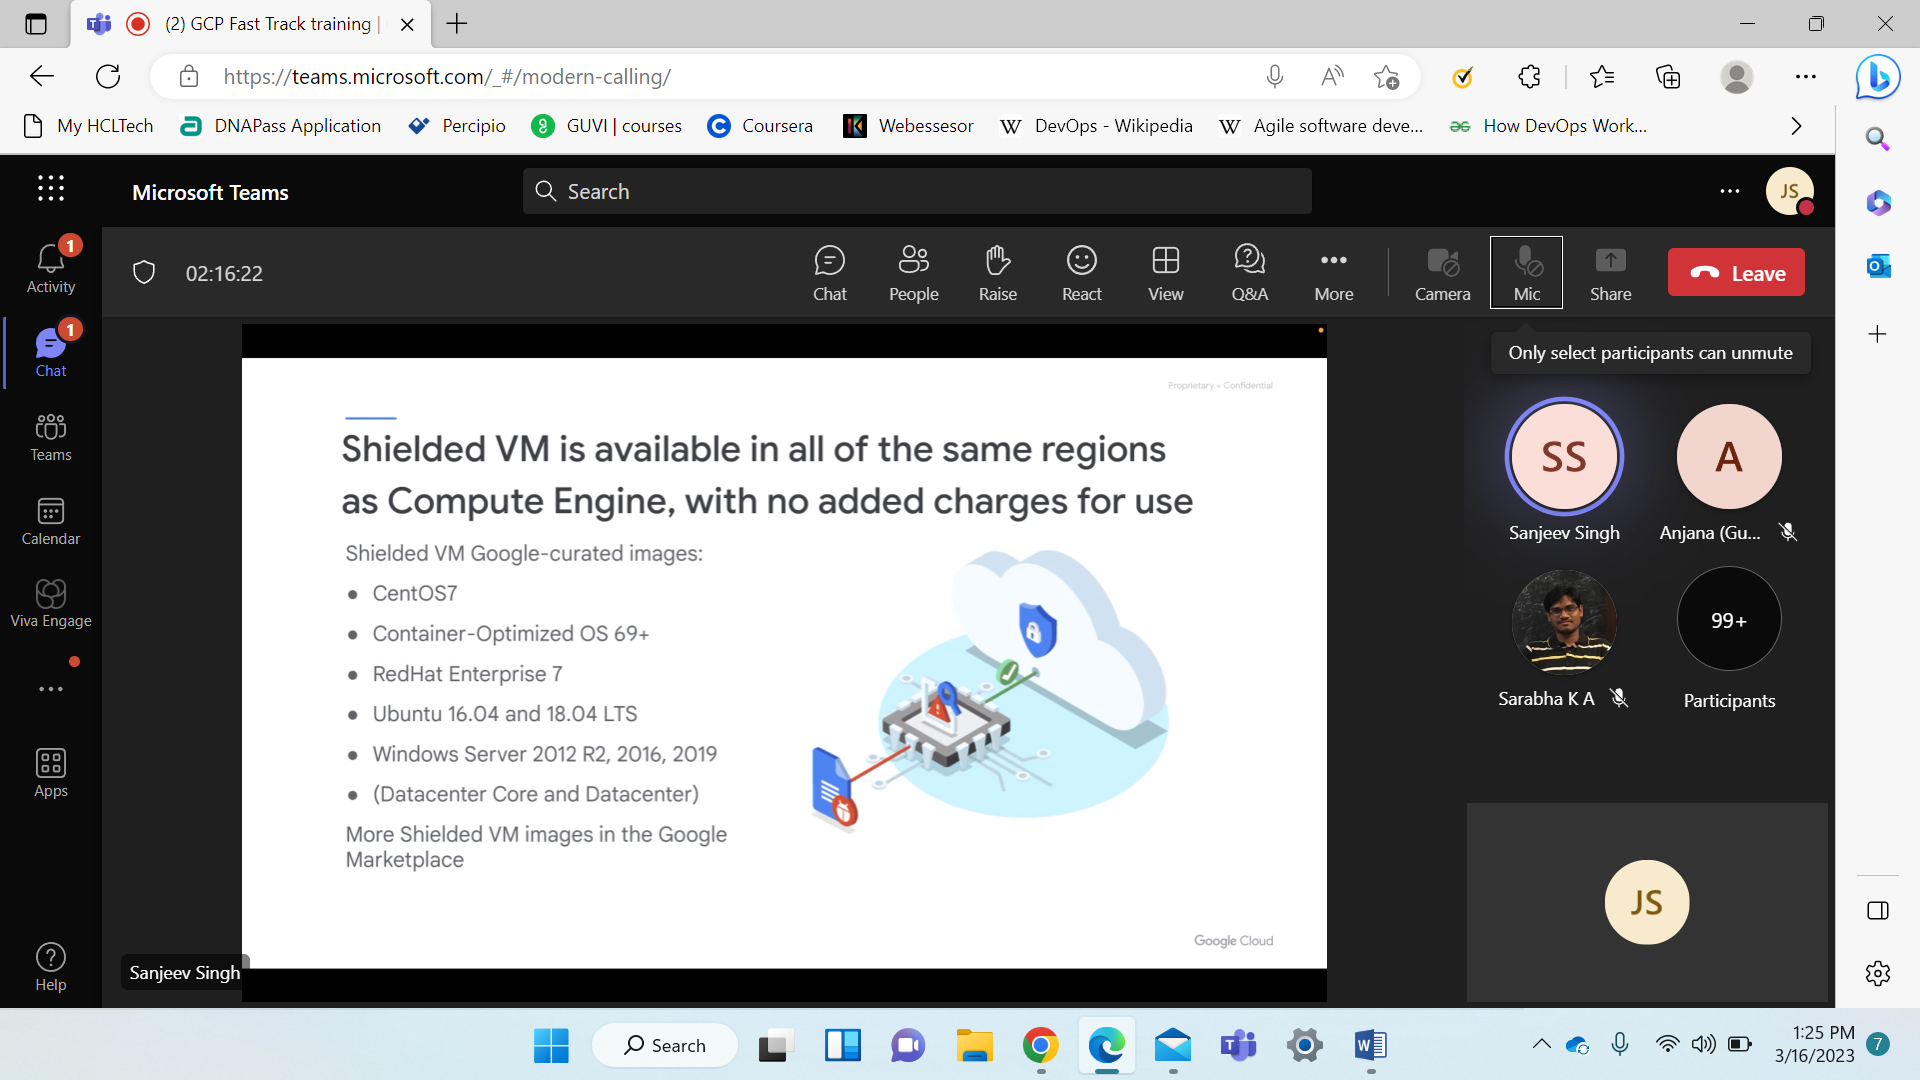 (2) GCP Fast Track training |
https://teams.microsoft.com/_#/modern-calling/
My HCLTech
DNAPass Application
Percipio
GUVI | courses
Coursera
Webessesor
DevOps - Wikipedia
Agile software deve...
How DevOps Work...
Microsoft Teams
Search
JS
1
Activity
1
Chat
Teams
Calendar
Viva Engage
Apps
Help
02:16:22
Chat
People
Raise
React
View
Q&A
More
Camera
Mic
Share
Leave
Only select participants can unmute
Proprietary + Confidential
Shielded VM is available in all of the same regions
as Compute Engine, with no added charges for use
Shielded VM Google-curated images:
● CentOS7
● Container-Optimized OS 69+
● RedHat Enterprise 7
● Ubuntu 16.04 and 18.04 LTS
● Windows Server 2012 R2, 2016, 2019
● (Datacenter Core and Datacenter)
More Shielded VM images in the Google
Marketplace
Google Cloud
Sanjeev Singh
SS
Sanjeev Singh
A
Anjana (Gu...
Sarabha K A
99+
Participants
JS
Search
1:25 PM
3/16/2023
7